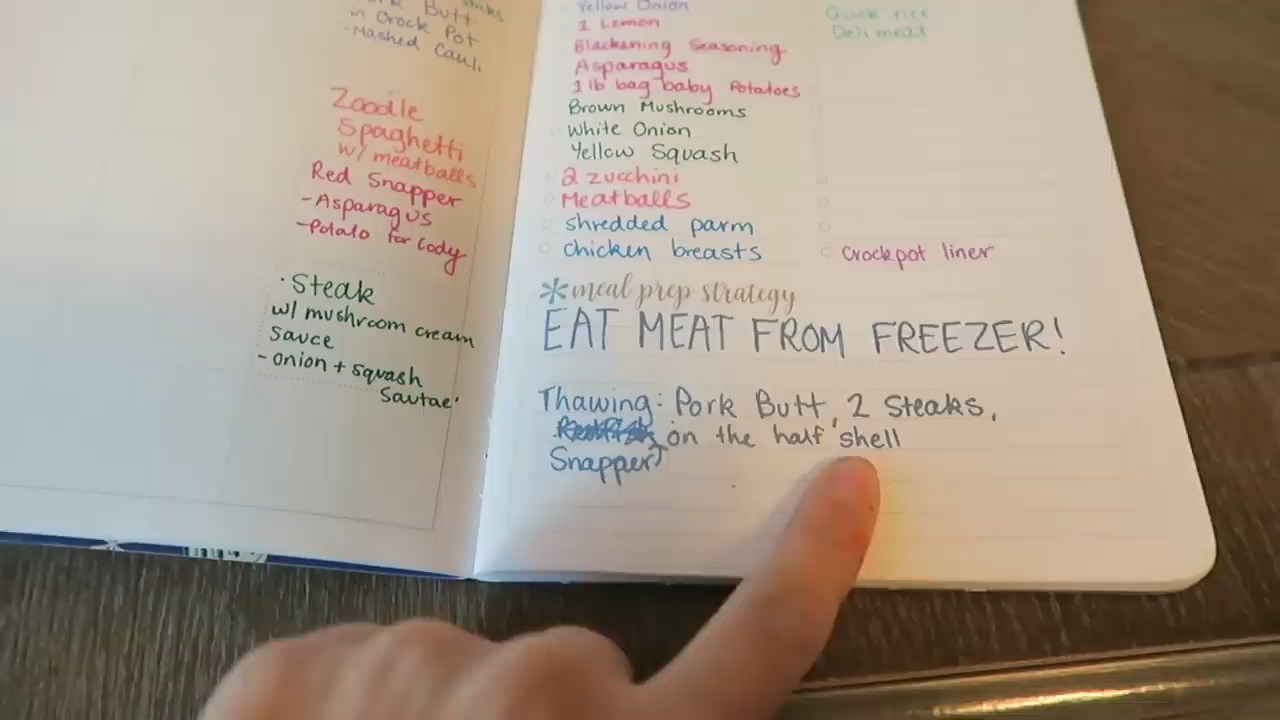 Butt
w Crock Pot
-Mashed Cauli.
Zoodle
Spaghetti
w/ meatballs
Red Snapper
-Asparagus
-Potato for Cody
· Steak
w/ mushroom cream
sauce
- onion + squash
Sautae'
Yellow Onion
1 Lemon
Blackening Seasoning
Asparagus
1 lb bag baby Potatoes
Brown Mushrooms
White Onion
Yellow Squash
2 zucchini
Meatballs
shredded parm
chicken breasts
Quick rice
Deli meat
Crockpot liner
*meal prep strategy
EAT MEAT FROM FREEZER!
Thawing: Pork Butt, 2 Steaks,
on the half shell
Snapper